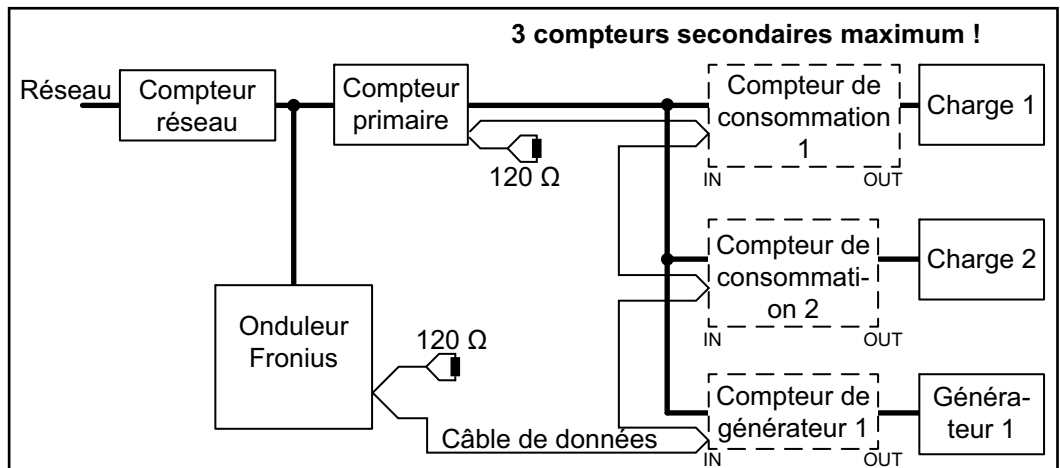 3 compteurs secondaires maximum !
Réseau
Compteur
réseau
Compteur
primaire
Compteur de
consommation
1
Charge 1
120 Ω
IN
OUT
Compteur de
consommati-
on 2
Charge 2
Onduleur
Fronius
120 Ω
IN
OUT
Compteur de
générateur 1
Généra-
teur 1
Câble de données
IN
OUT